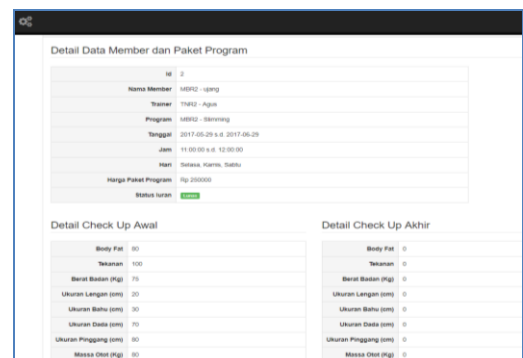 Detail Data Member dan Paket Program
Id 2
Nama Member MBR2 - ujang
Trainer TNR2 - Agus
Program MBR2 - Slimming
Tanggal 2017-05-29 s.d. 2017-06-29
Jam 11:00:00 s.d. 12:00:00
Hari Selasa, Kamis, Sabtu
Harga Paket Program Rp 250000
Status Iuran
Detail Check Up Awal
Body Fat 80
Tekanan 100
Berat Badan (Kg) 75
Ukuran Lengan (cm) 20
Ukuran Bahu (cm) 30
Ukuran Dada (cm) 70
Ukuran Pinggang (cm) 80
Massa Otot (Kg) 90
Detail Check Up Akhir
Body Fat 0
Tekanan 0
Berat Badan (Kg) 0
Ukuran Lengan (cm) 0
Ukuran Bahu (cm) 0
Ukuran Dada (cm) 0
Ukuran Pinggang (cm) 0
Massa Otot (Kg) 0